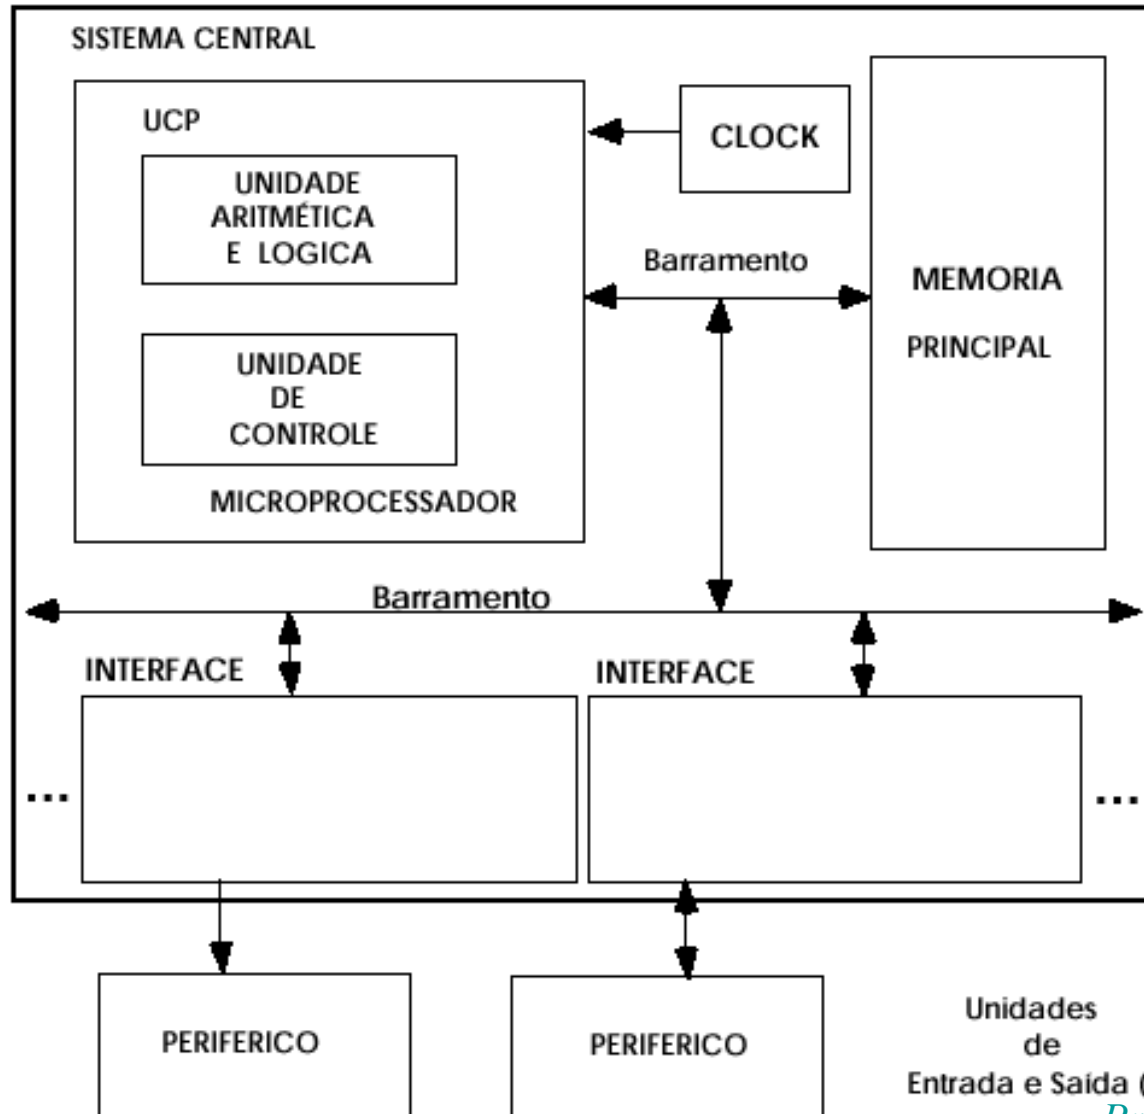 SISTEMA CENTRAL
UCP
UNIDADE
ARITMÉTICA
E LOGICA
UNIDADE
DE
CONTROLE
MICROPROCESSADOR
CLOCK
Barramento
MEMORIA
PRINCIPAL
Barramento
INTERFACE
INTERFACE
...
...
PERIFERICO
PERIFERICO
Unidades
de
Entrada e Saída (